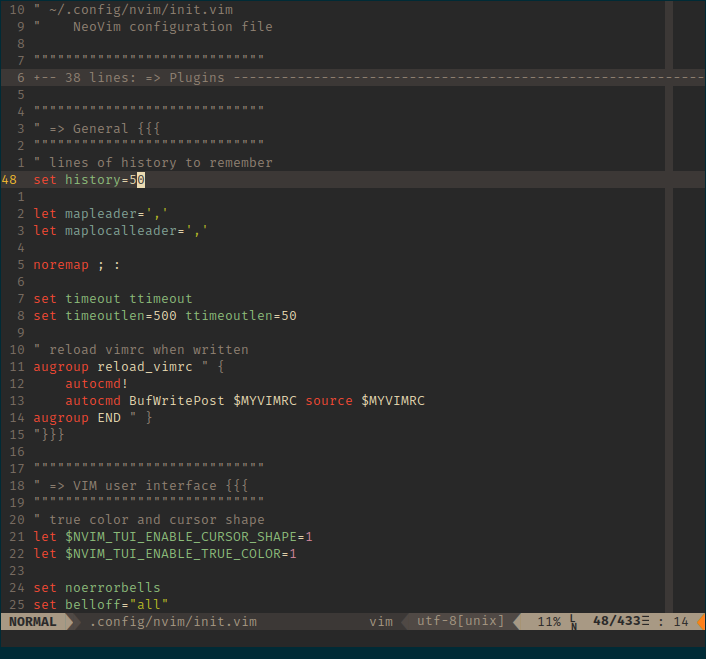 10 " ~/.config/nvim/init.vim
9 "    NeoVim configuration file
8 "
7 """""""""""""""""""""""""""""
6 +-- 38 lines: => Plugins -----------------------------------------------------------
5
4 """""""""""""""""""""""""""""
3 " => General {{{
2 """""""""""""""""""""""""""""
1 " lines of history to remember
48 set history=50
1
2 let mapleader=','
3 let maplocalleader=','
4
5 noremap ; :
6
7 set timeout ttimeout
8 set timeoutlen=500 ttimeoutlen=50
9
10 " reload vimrc when written
11 augroup reload_vimrc " {
12     autocmd!
13     autocmd BufWritePost $MYVIMRC source $MYVIMRC
14 augroup END " }
15 "}}}
16
17 """""""""""""""""""""""""""""
18 " => VIM user interface {{{
19 """""""""""""""""""""""""""""
20 " true color and cursor shape
21 let $NVIM_TUI_ENABLE_CURSOR_SHAPE=1
22 let $NVIM_TUI_ENABLE_TRUE_COLOR=1
23
24 set noerrorbells
25 set belloff="all"
NORMAL .config/nvim/init.vim vim utf-8[unix] 11% LN 48/433☰ : 14